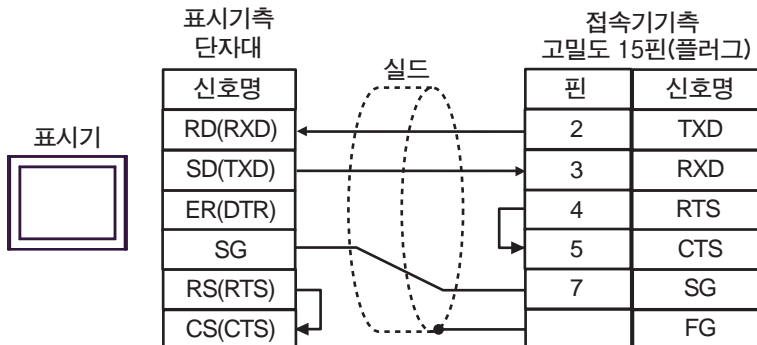 표시기측
단자대
접속기기측
고밀도 15핀(플러그)
실드
표시기
신호명
핀 신호명
RD(RXD) 2 TXD
SD(TXD) 3 RXD
ER(DTR) 4 RTS
SG 5 CTS
RS(RTS) 7 SG
CS(CTS) FG